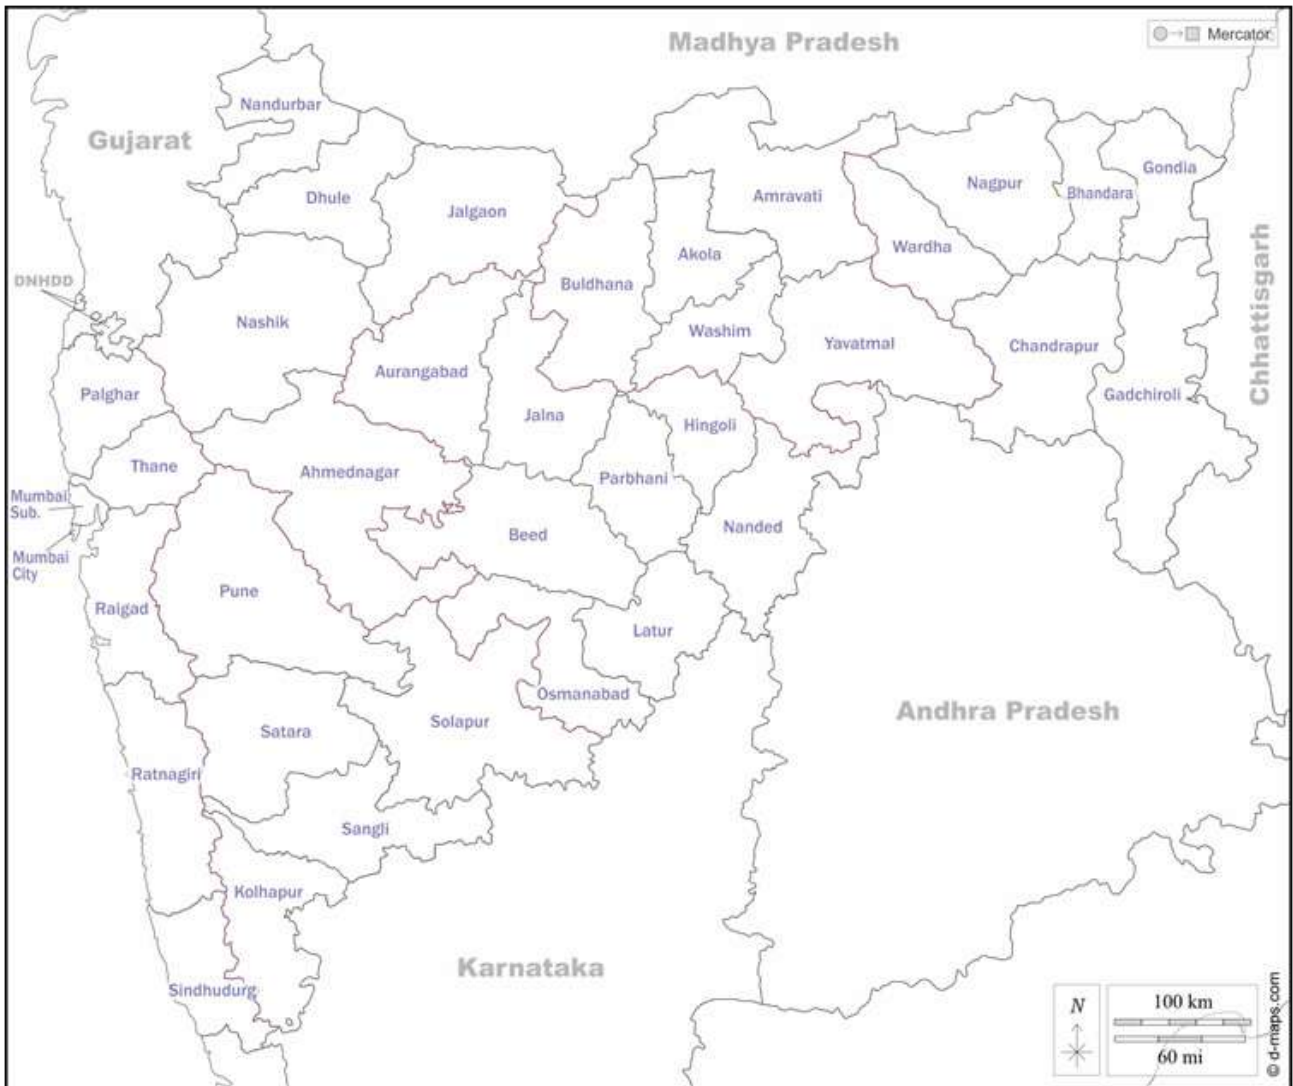 Madhya Pradesh
Mercator
Nandurbar
Gujarat
Dhule
Jalgaon
Amravati
Nagpur
Bhandara
Gondia
Wardha
Akola
Buldhana
DNHDD
Nashik
Washim
Yavatmal
Chandrapur
Gadchiroli
Chhattisgarh
Aurangabad
Palghar
Jalna
Hingoli
Thane
Ahmednagar
Parbhani
Mumbai
Sub.
Nanded
Beed
Mumbai
City
Raigad
Pune
Latur
Osmanabad
Andhra Pradesh
Solapur
Satara
Ratnagiri
Sangli
Kolhapur
Karnataka
Sindhudurg
N
100 km
60 mi
© d-maps.com